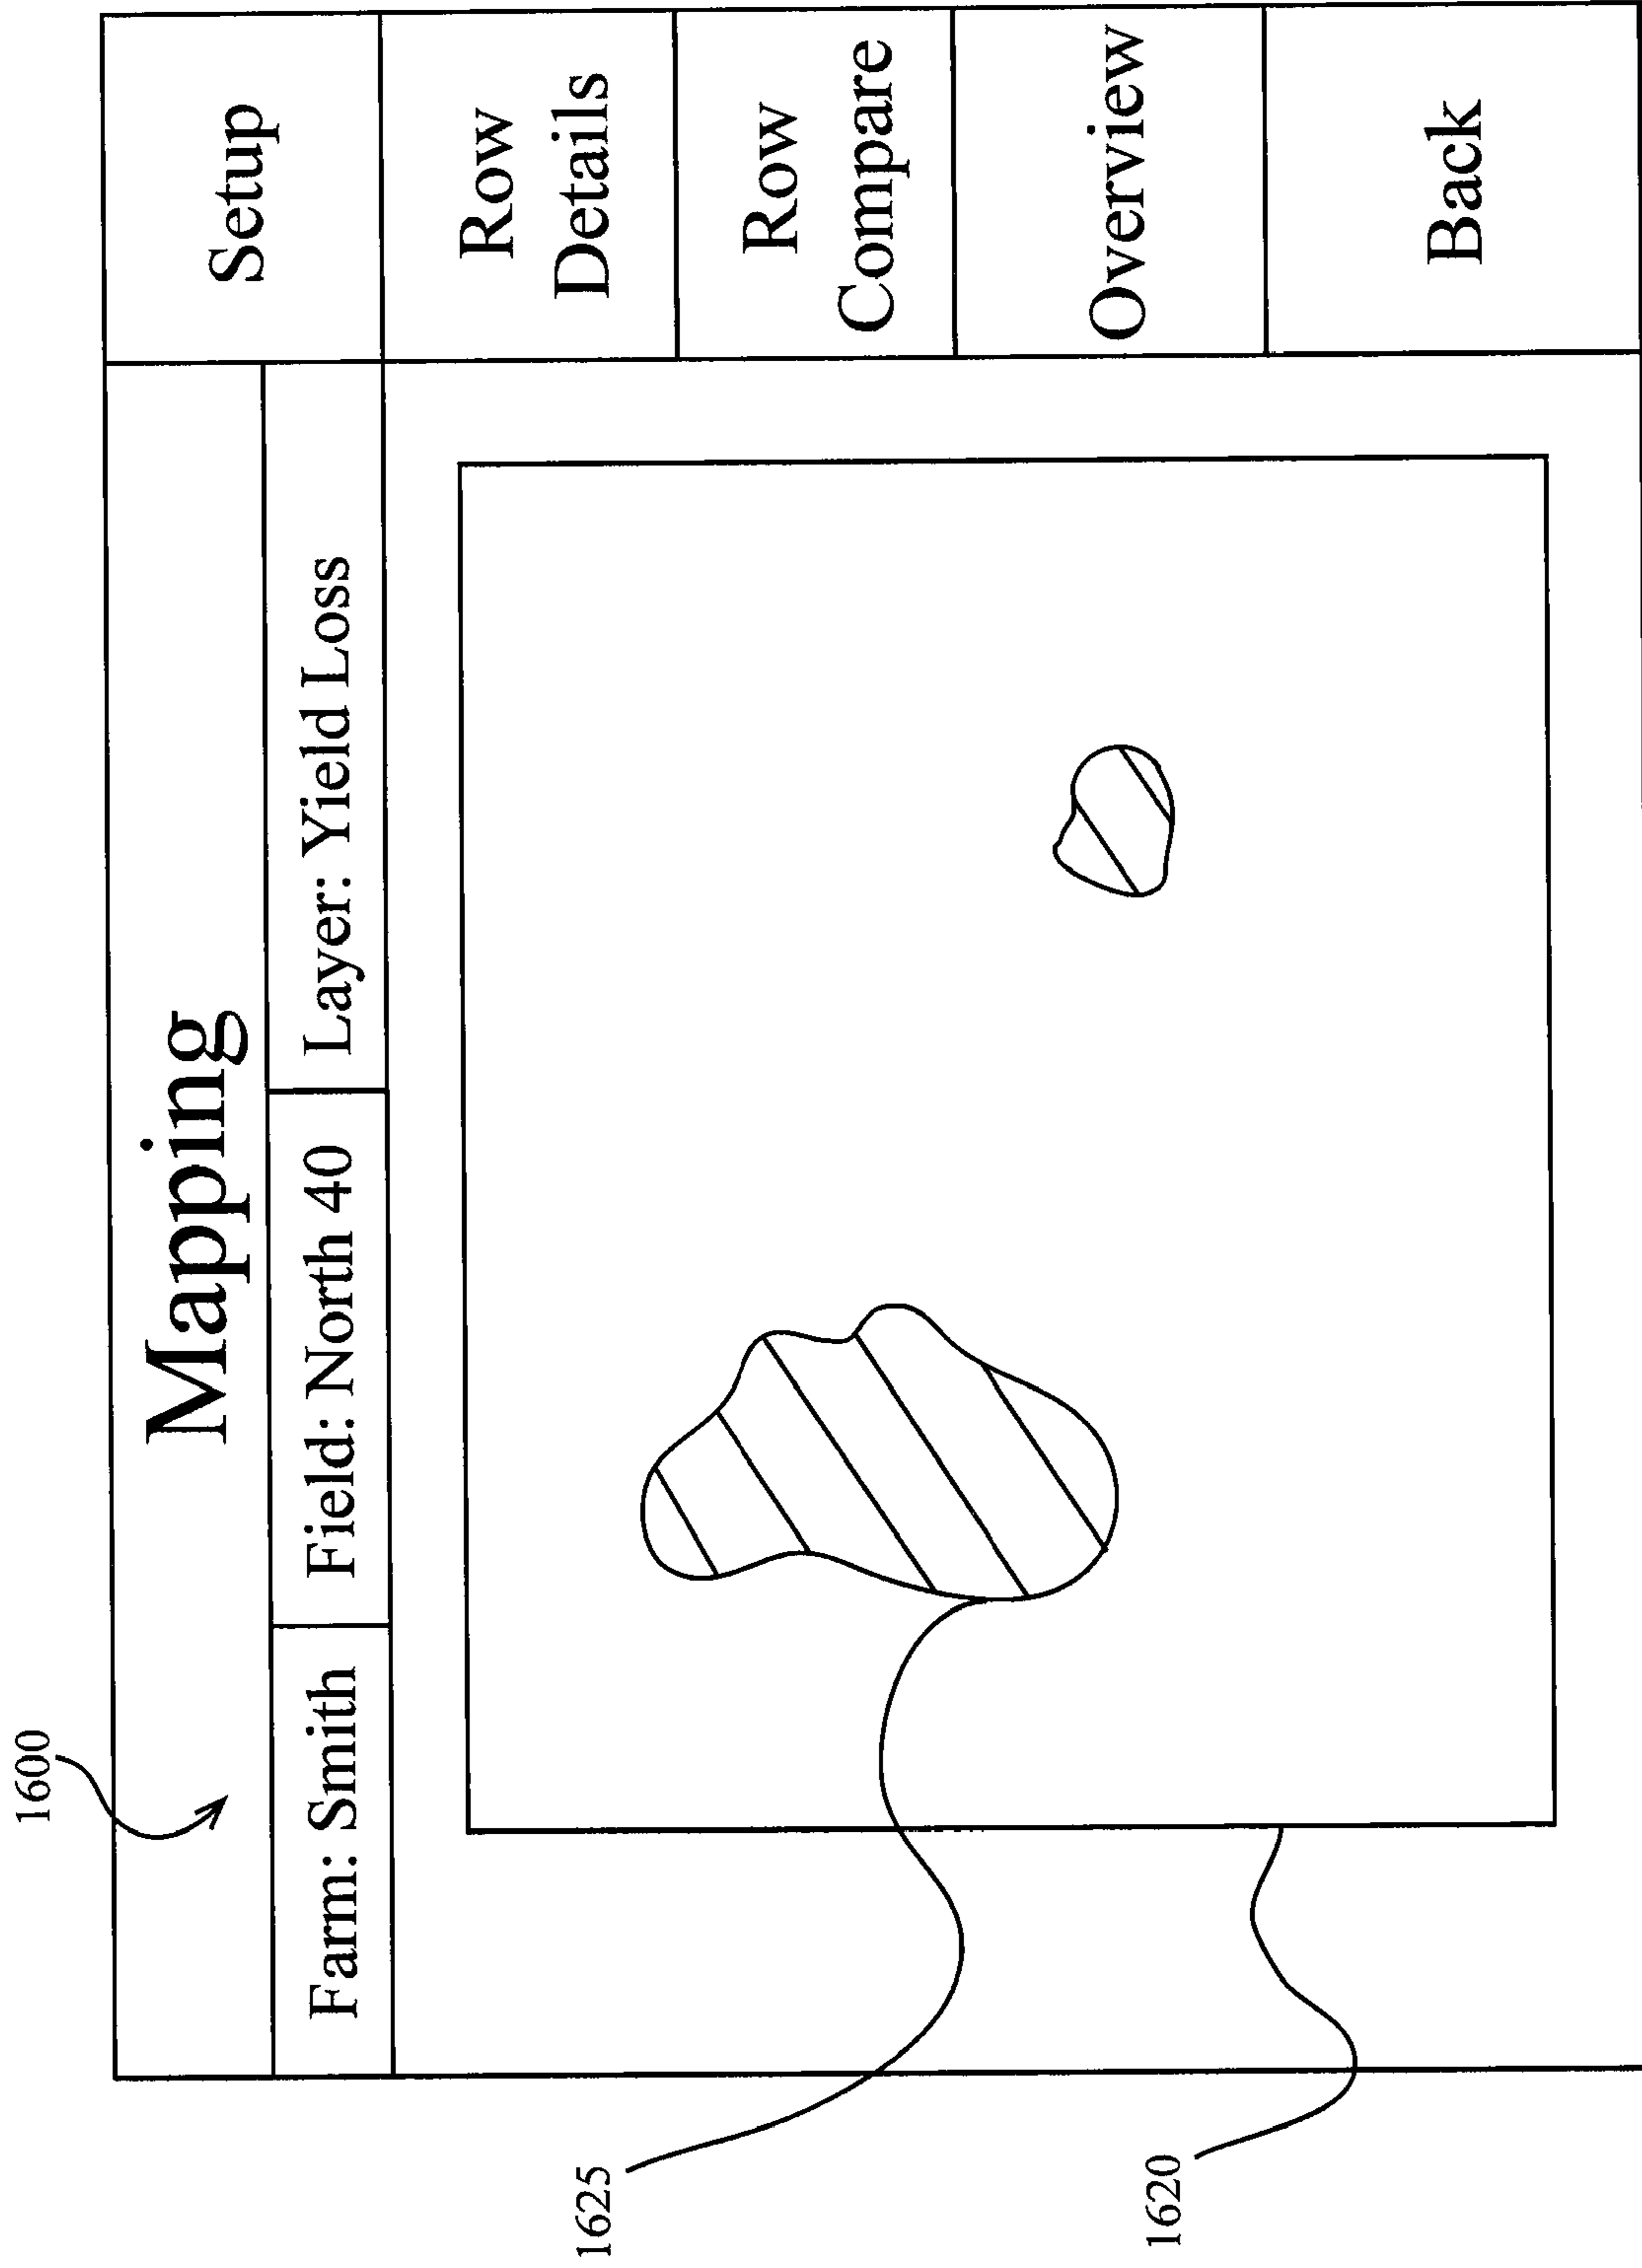 1600
Mapping
Setup
Farm: Smith
Field: North 40
Layer: Yield Loss
Row
Details
Row
Compare
Overview
Back
1625
1620